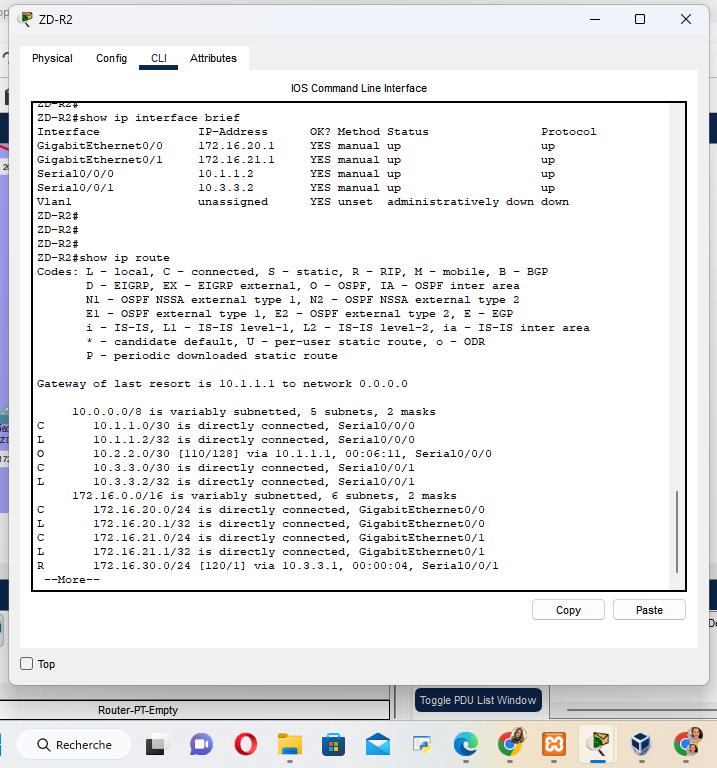 ZD-R2
Physical Config CLI Attributes
IOS Command Line Interface
ZD-R2#
ZD-R2#show ip interface brief
Interface IP-Address OK? Method Status Protocol
GigabitEthernet0/0 172.16.20.1 YES manual up up
GigabitEthernet0/1 172.16.21.1 YES manual up up
Serial0/0/0 10.1.1.2 YES manual up up
Serial0/0/1 10.3.3.2 YES manual up up
Vlan1 unassigned YES unset administratively down down
ZD-R2#
ZD-R2#
ZD-R2#
ZD-R2#show ip route
Codes: L - local, C - connected, S - static, R - RIP, M - mobile, B - BGP
D - EIGRP, EX - EIGRP external, O - OSPF, IA - OSPF inter area
N1 - OSPF NSSA external type 1, N2 - OSPF NSSA external type 2
E1 - OSPF external type 1, E2 - OSPF external type 2, E - EGP
i - IS-IS, L1 - IS-IS level-1, L2 - IS-IS level-2, ia - IS-IS inter area
* - candidate default, U - per-user static route, o - ODR
P - periodic downloaded static route
Gateway of last resort is 10.1.1.1 to network 0.0.0.0
10.0.0.0/8 is variably subnetted, 5 subnets, 2 masks
C 10.1.1.0/30 is directly connected, Serial0/0/0
L 10.1.1.2/32 is directly connected, Serial0/0/0
O 10.2.2.0/30 [110/128] via 10.1.1.1, 00:06:11, Serial0/0/0
C 10.3.3.0/30 is directly connected, Serial0/0/1
L 10.3.3.2/32 is directly connected, Serial0/0/1
172.16.0.0/16 is variably subnetted, 6 subnets, 2 masks
C 172.16.20.0/24 is directly connected, GigabitEthernet0/0
L 172.16.20.1/32 is directly connected, GigabitEthernet0/0
C 172.16.21.0/24 is directly connected, GigabitEthernet0/1
L 172.16.21.1/32 is directly connected, GigabitEthernet0/1
R 172.16.30.0/24 [120/1] via 10.3.3.1, 00:00:04, Serial0/0/1
--More--
Copy Paste
Top
Toggle PDU List Window
Router-PT-Empty
Recherche